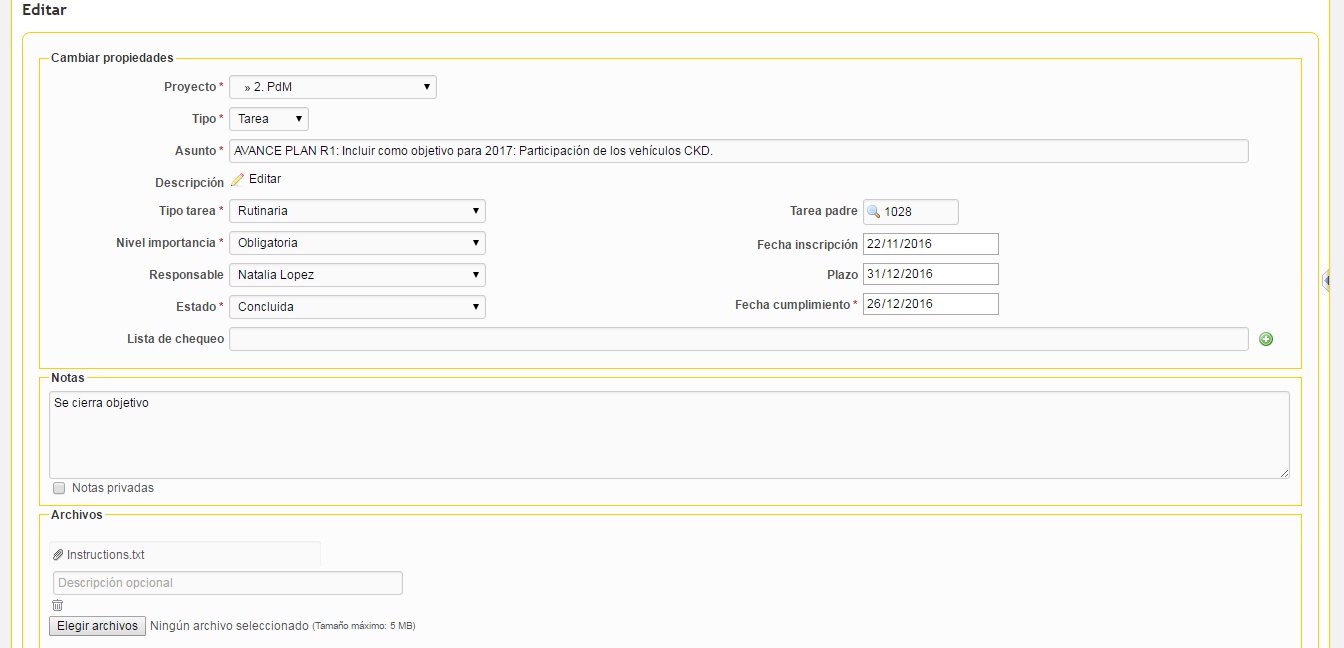 Editar
Cambiar propiedades
Proyecto * » 2. PdM
Tipo * Tarea
Asunto * AVANCE PLAN R1: Incluir como objetivo para 2017: Participación de los vehículos CKD.
Descripción Editar
Tipo tarea * Rutinaria Tarea padre 1028
Nivel importancia * Obligatoria Fecha inscripción 22/11/2016
Responsable Natalia Lopez Plazo 31/12/2016
Estado * Concluida Fecha cumplimiento * 26/12/2016
Lista de chequeo
Notas
Se cierra objetivo
Notas privadas
Archivos
Instructions.txt
Descripción opcional
Elegir archivos Ningún archivo seleccionado (Tamaño máximo: 5 MB)